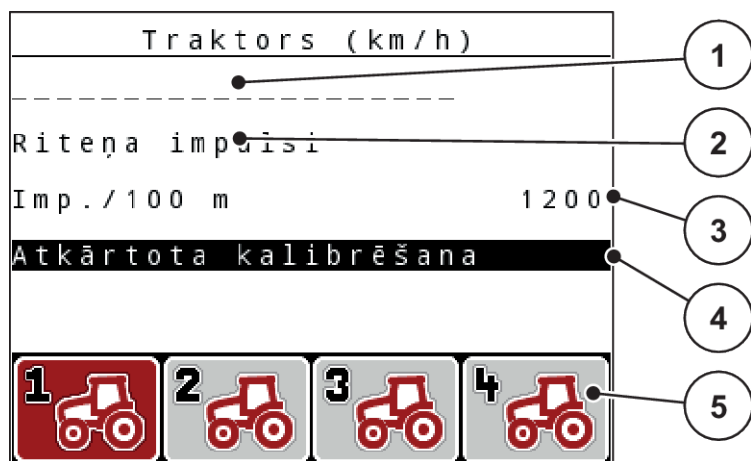 Traktors (km/h)
1
_ _ _ _ _ _ _ _ _ _ _ _ _ _ _ _ _ _ _ _ _
Riteņa impulsi
2
Imp./100 m 1200
3
Atkārtota kalibrēšana
4
1 2 3 4
5